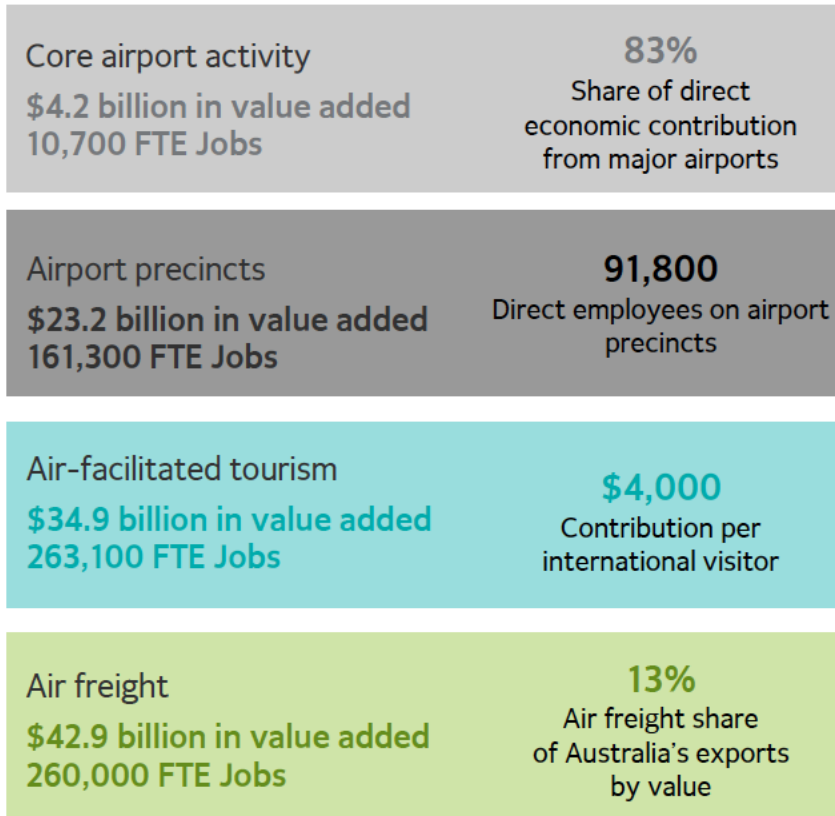 Core airport activity
$4.2 billion in value added
10,700 FTE Jobs
83%
Share of direct
economic contribution
from major airports
Airport precincts
$23.2 billion in value added
161,300 FTE Jobs
91,800
Direct employees on airport
precincts
Air-facilitated tourism
$34.9 billion in value added
263,100 FTE Jobs
$4,000
Contribution per
international visitor
Air freight
$42.9 billion in value added
260,000 FTE Jobs
13%
Air freight share
of Australia's exports
by value